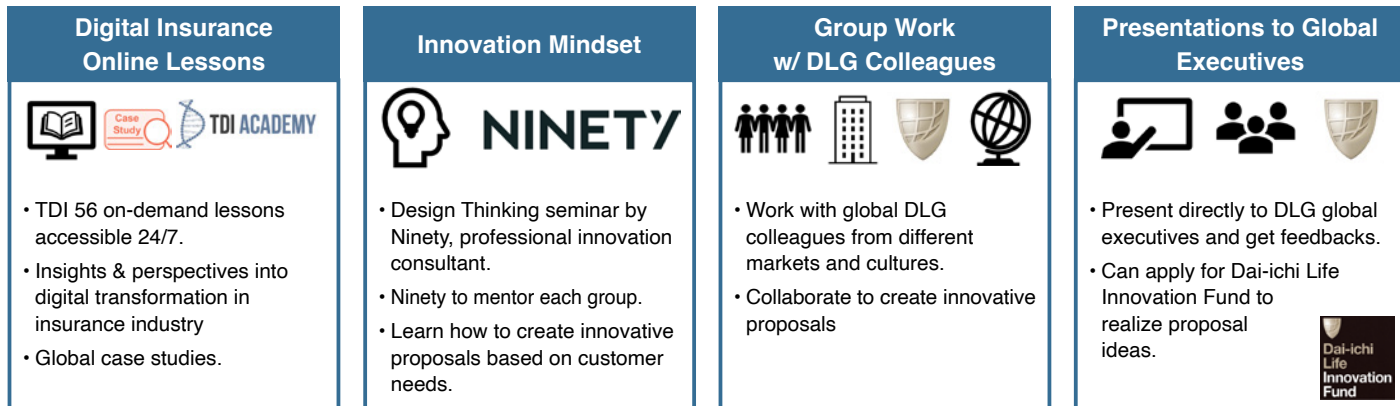 Digital Insurance
Online Lessons
Case
Study
TDI ACADEMY
• TDI 56 on-demand lessons
accessible 24/7.
• Insights & perspectives into
digital transformation in
insurance industry
• Global case studies.
Innovation Mindset
NINETY
• Design Thinking seminar by
Ninety, professional innovation
consultant.
• Ninety to mentor each group.
• Learn how to create innovative
proposals based on customer
needs.
Group Work
w/ DLG Colleagues
• Work with global DLG
colleagues from different
markets and cultures.
• Collaborate to create innovative
proposals
Presentations to Global
Executives
• Present directly to DLG global
executives and get feedbacks.
• Can apply for Dai-ichi Life
Innovation Fund to
realize proposal
ideas.
Dai-ichi
Life
Innovation
Fund